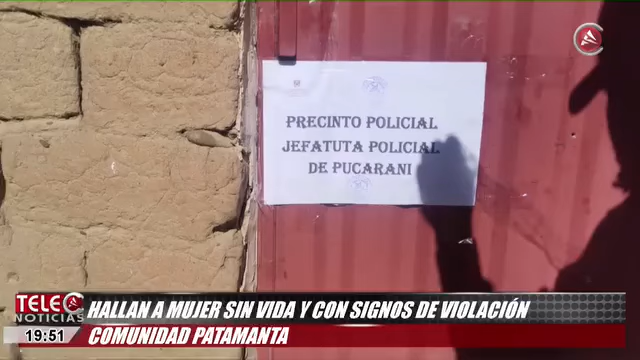 PRECINTO POLICIAL
JEFATUTA POLICIAL
DE PUCARANI
TELEC NOTICIAS
19:51
HALLAN A MUJER SIN VIDA Y CON SIGNOS DE VIOLACIÓN
COMUNIDAD PATAMANTA